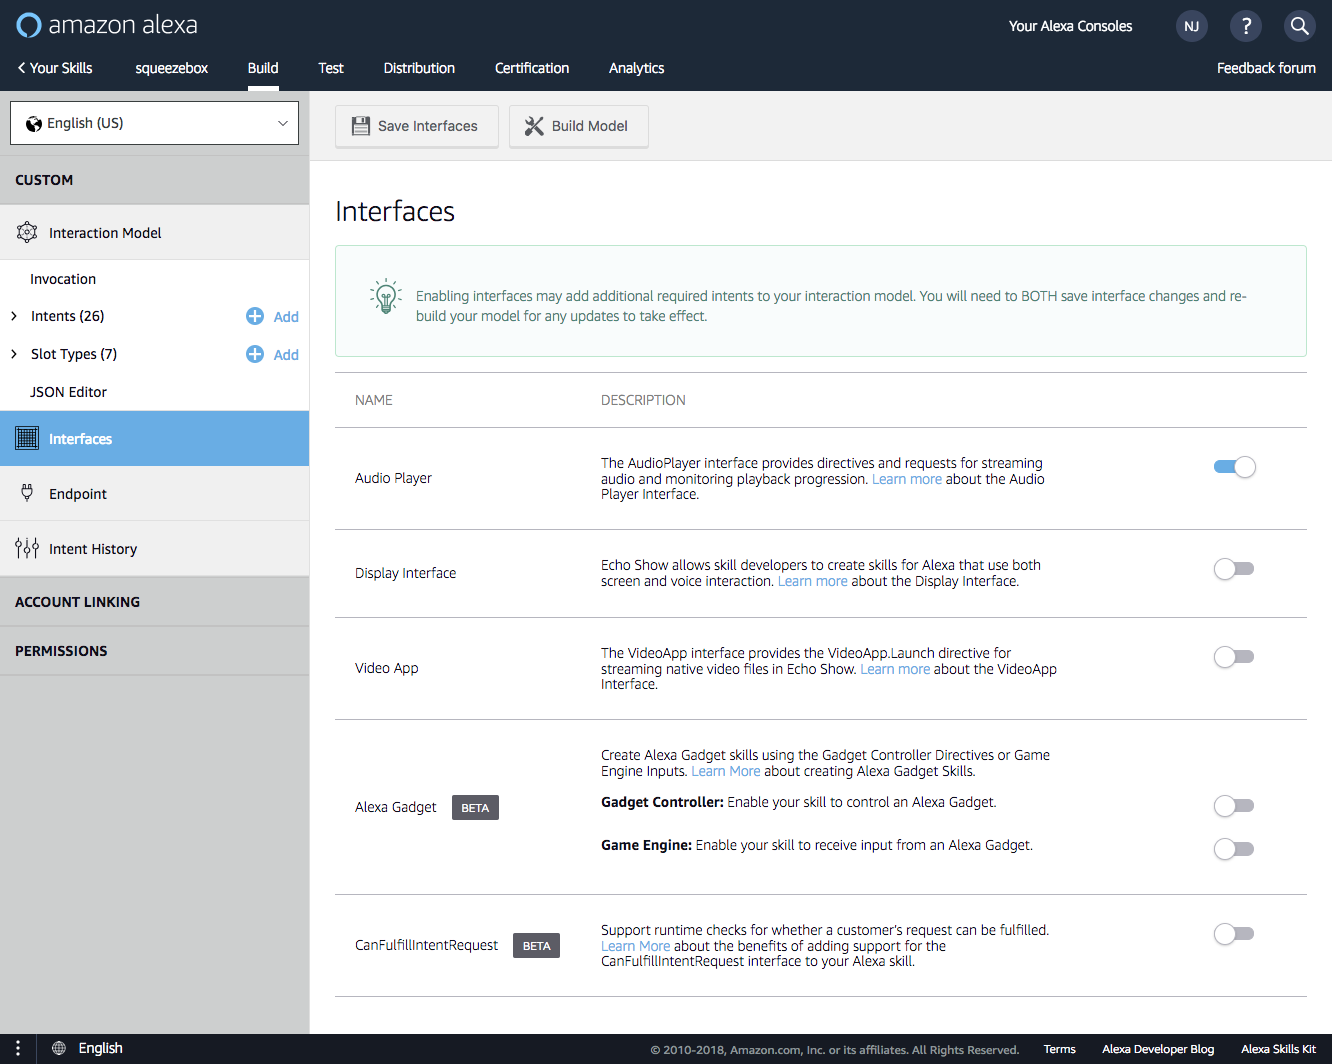 amazon alexa
Your Alexa Consoles
NJ
?
Your Skills
squeezebox
Build
Test
Distribution
Certification
Analytics
Feedback forum
English (US)
Save Interfaces
Build Model
CUSTOM
Interaction Model
Invocation
Intents (26)
Add
Slot Types (7)
Add
JSON Editor
Interfaces
Endpoint
Intent History
ACCOUNT LINKING
PERMISSIONS
Interfaces
Enabling interfaces may add additional required intents to your interaction model. You will need to BOTH save interface changes and re-
build your model for any updates to take effect.
NAME
DESCRIPTION
Audio Player
The AudioPlayer interface provides directives and requests for streaming
audio and monitoring playback progression. Learn more about the Audio
Player Interface.
Display Interface
Echo Show allows skill developers to create skills for Alexa that use both
screen and voice interaction. Learn more about the Display Interface.
Video App
The VideoApp interface provides the VideoApp.Launch directive for
streaming native video files in Echo Show. Learn more about the VideoApp
Interface.
Alexa Gadget
BETA
Create Alexa Gadget skills using the Gadget Controller Directives or Game
Engine Inputs. Learn More about creating Alexa Gadget Skills.
Gadget Controller: Enable your skill to control an Alexa Gadget.
Game Engine: Enable your skill to receive input from an Alexa Gadget.
CanFulfillIntentRequest
BETA
Support runtime checks for whether a customer's request can be fulfilled.
Learn More about the benefits of adding support for the
CanFulfillIntentRequest interface to your Alexa skill.
English
© 2010-2018, Amazon.com, Inc. or its affiliates. All Rights Reserved.
Terms
Alexa Developer Blog
Alexa Skills Kit